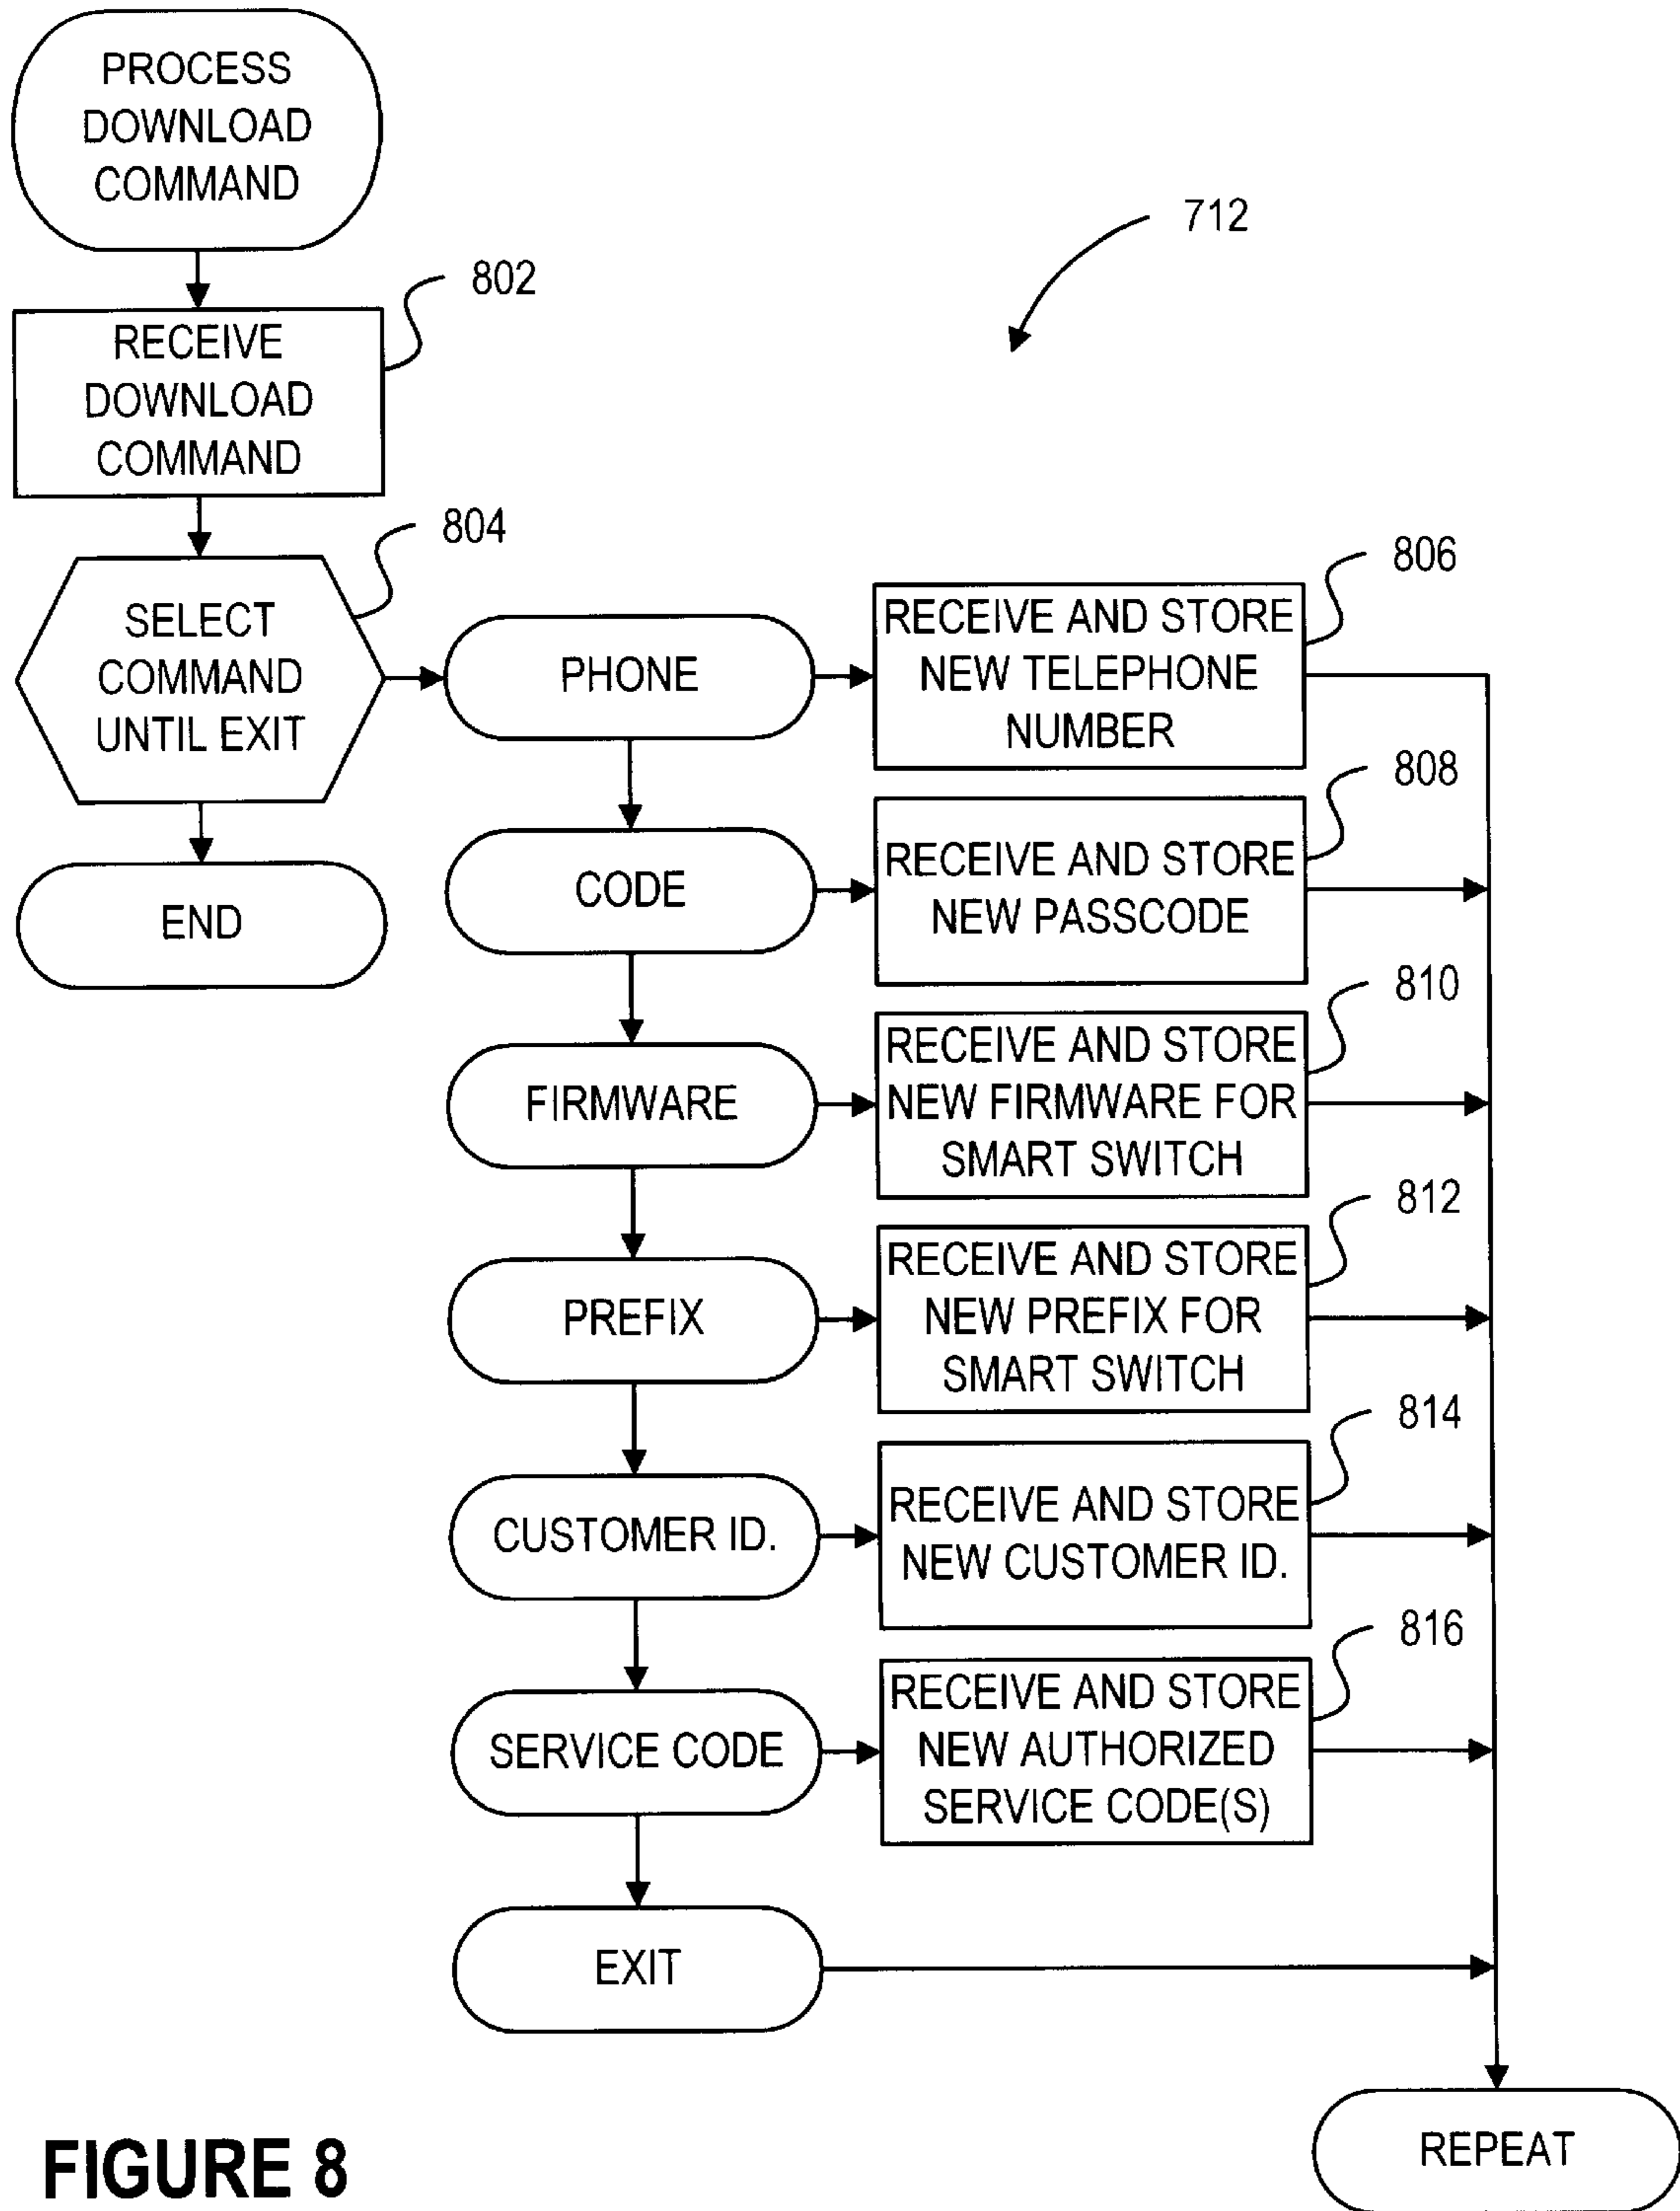 PROCESS
DOWNLOAD
COMMAND
712
802
RECEIVE
DOWNLOAD
COMMAND
804
SELECT
COMMAND
UNTIL EXIT
END
PHONE
806
RECEIVE AND STORE
NEW TELEPHONE
NUMBER
CODE
808
RECEIVE AND STORE
NEW PASSCODE
FIRMWARE
810
RECEIVE AND STORE
NEW FIRMWARE FOR
SMART SWITCH
PREFIX
812
RECEIVE AND STORE
NEW PREFIX FOR
SMART SWITCH
CUSTOMER ID.
814
RECEIVE AND STORE
NEW CUSTOMER ID.
SERVICE CODE
816
RECEIVE AND STORE
NEW AUTHORIZED
SERVICE CODE(S)
EXIT
REPEAT
FIGURE 8